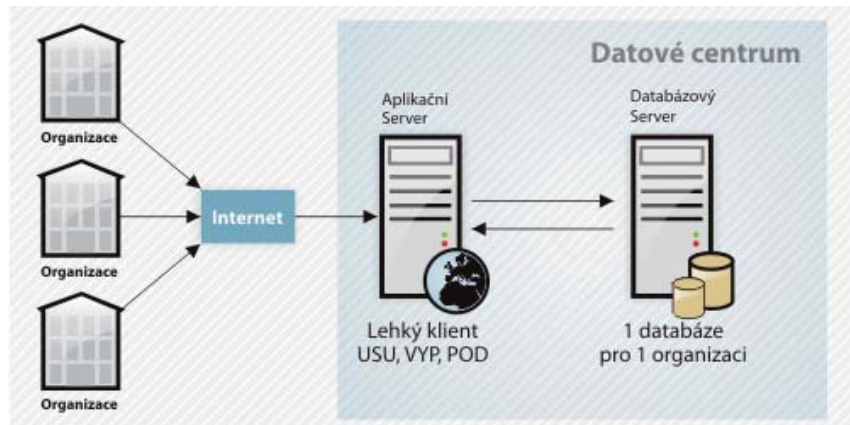 Datové centrum
Organizace
Organizace
Organizace
Internet
Aplikační
Server
Lehký klient
USU, VYP, POD
Databázový
Server
1 databáze
pro 1 organizaci